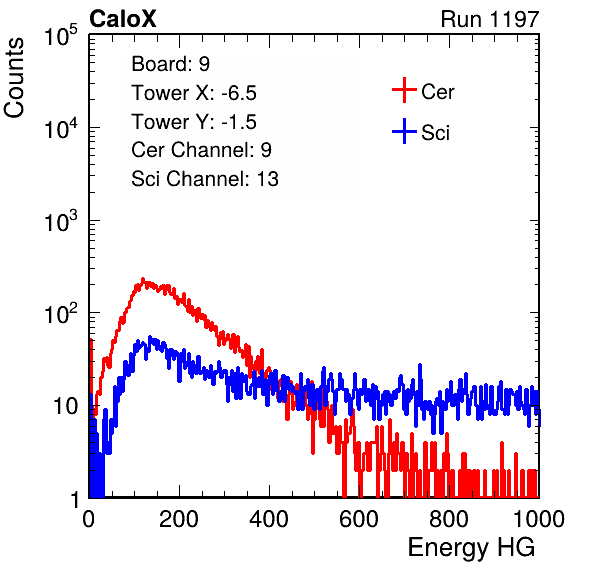 CaloX Run 1197
Counts
10^5
10^4
10^3
10^2
10
1
Board: 9
Tower X: -6.5
Tower Y: -1.5
Cer Channel: 9
Sci Channel: 13
Cer
Sci
0 200 400 600 800 1000
Energy HG